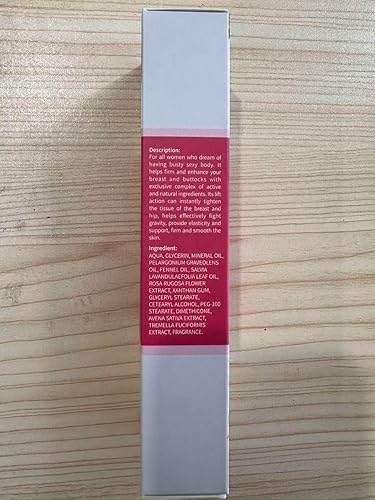 Description:
For all women who dream of
having busty sexy body. It
helps firm and enhance your
breast and buttocks with
exclusive complex of active
and natural ingredients. Its lift
action can instantly tighten
the tissue of the breast and
hip, helps effectively fight
gravity, provide elasticity and
support, firm and smooth the
skin.
Ingredient:
AQUA, GLYCERIN, MINERAL OIL,
PELARGONIUM GRAVEOLENS
OIL, FENNEL OIL, SALVIA
LAVANDULAEFOLIA LEAF OIL,
ROSA RUGOSA FLOWER
EXTRACT, XANTHAN GUM,
GLYCERYL STEARATE,
CETEARYL ALCOHOL, PEG-100
STEARATE, DIMETHICONE,
AVENA SATIVA EXTRACT,
TREMELLA FUCIFORMIS
EXTRACT, FRAGRANCE.